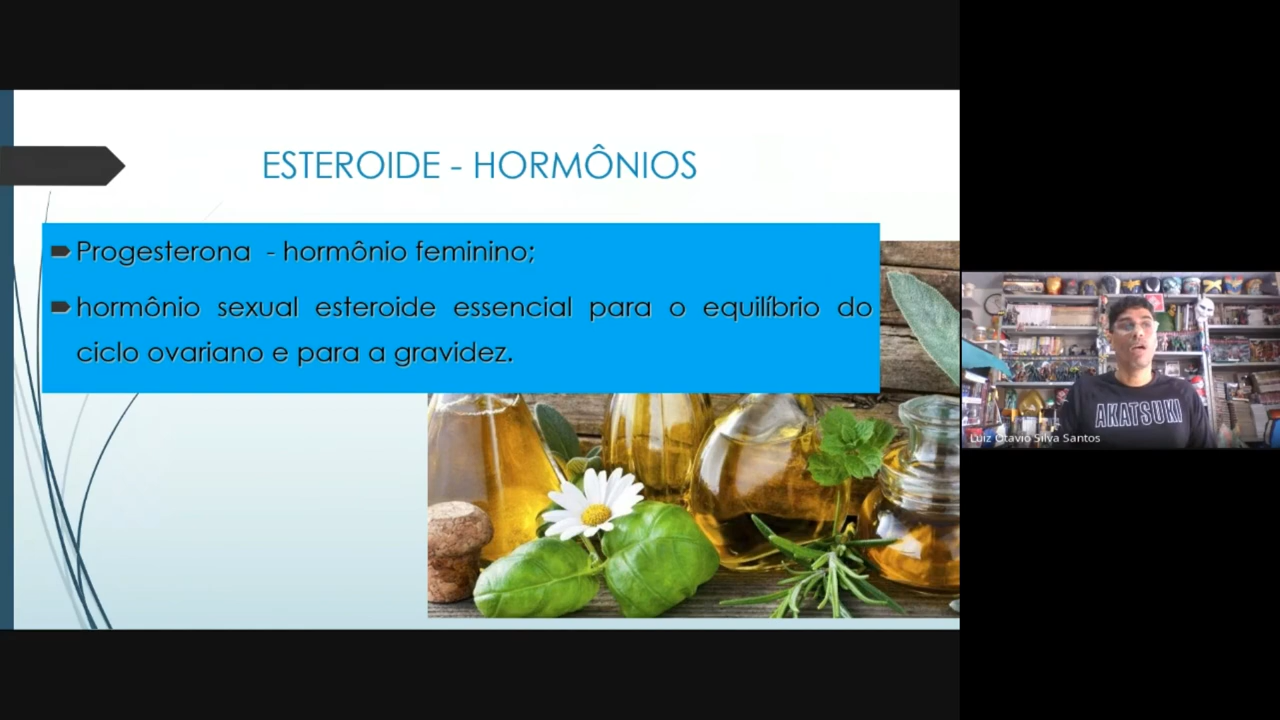 ESTEROIDE - HORMÔNIOS
Progesterona - hormônio feminino;
hormônio sexual esteroide essencial para o equilíbrio do
ciclo ovariano e para a gravidez.
AKATSUKI
Luiz Otavio Silva Santos